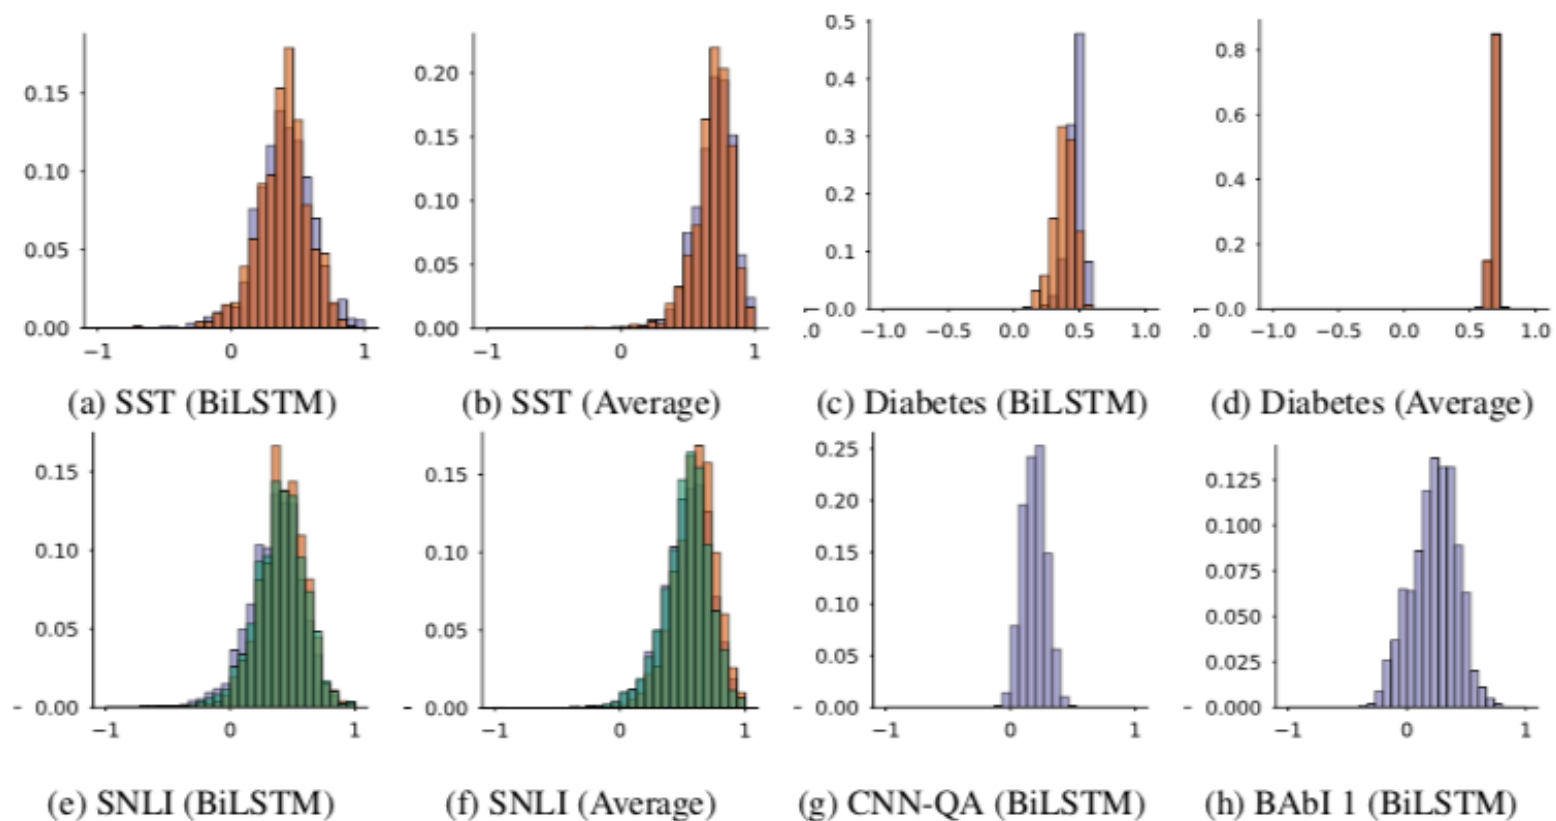 0.15
0.10
0.05
0.00
−1 0 1
(a) SST (BiLSTM)
0.20
0.15
0.10
0.05
0.00
−1 0 1
(b) SST (Average)
0.5
0.4
0.3
0.2
0.1
0.0
.0 −1.0 −0.5 0.0 0.5 1.0
(c) Diabetes (BiLSTM)
0.8
0.6
0.4
0.2
0.0
.0 −1.0 −0.5 0.0 0.5 1.0
(d) Diabetes (Average)
0.15
0.10
0.05
0.00
−1 0 1
(e) SNLI (BiLSTM)
0.15
0.10
0.05
0.00
−1 0 1
(f) SNLI (Average)
0.25
0.20
0.15
0.10
0.05
0.00
−1 0 1
(g) CNN-QA (BiLSTM)
0.125
0.100
0.075
0.050
0.025
0.000
−1 0 1
(h) BAbI 1 (BiLSTM)